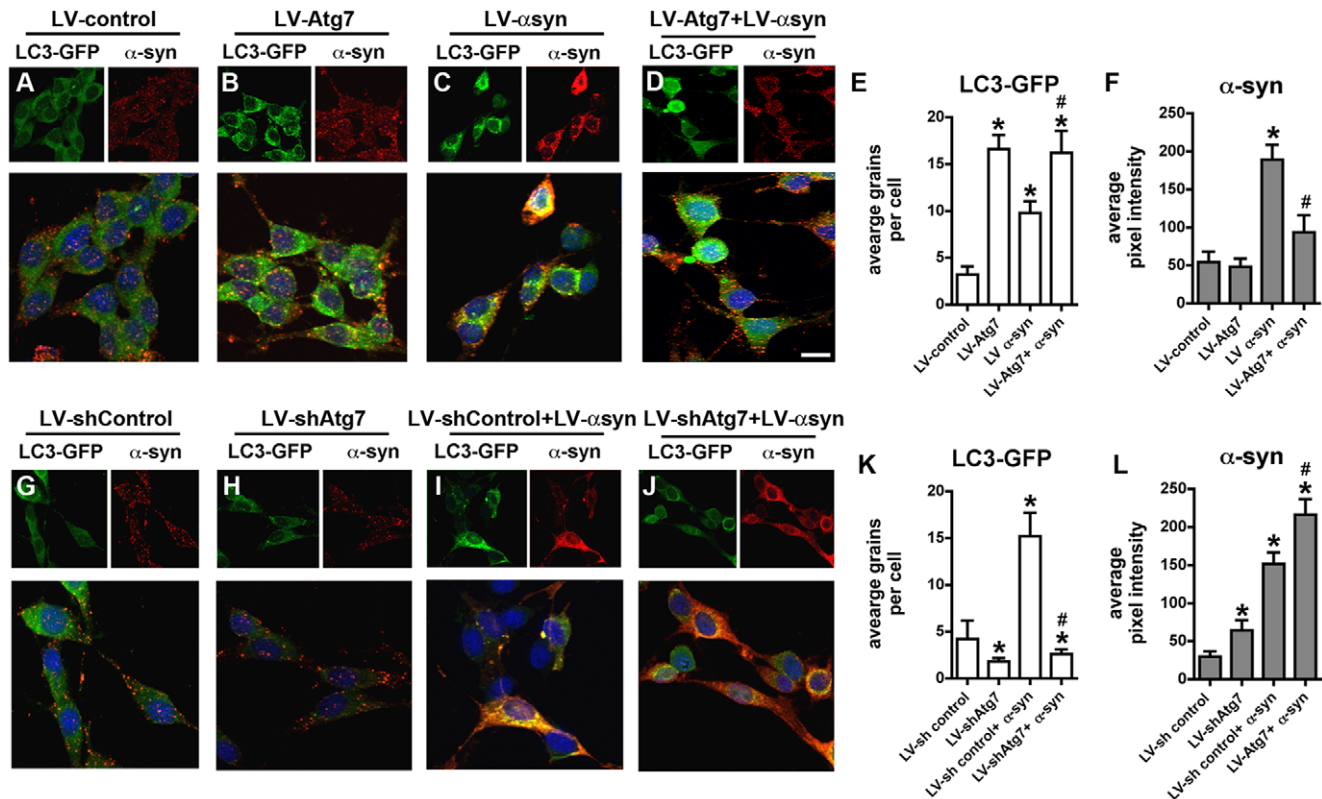 LV-control LV-Atg7 LV-αsyn LV-Atg7+LV-αsyn
LC3-GFP α-syn LC3-GFP α-syn LC3-GFP α-syn LC3-GFP α-syn
A B C D
E LC3-GFP
avearge grains
per cell
20
15
10
5
0
* * # *
LV-control
LV-Atg7
LV α-syn
LV-Atg7+ α-syn
F α-syn
average
pixel intensity
250
200
150
100
50
0
* #
LV-control
LV-Atg7
LV α-syn
LV-Atg7+ α-syn
LV-shControl LV-shAtg7 LV-shControl+LV-αsyn LV-shAtg7+LV-αsyn
LC3-GFP α-syn LC3-GFP α-syn LC3-GFP α-syn LC3-GFP α-syn
G H I J
K LC3-GFP
avearge grains
per cell
20
15
10
5
0
* * # *
LV-sh control
LV-shAtg7
LV-sh control+ α-syn
LV-shAtg7+ α-syn
L α-syn
average
pixel intensity
250
200
150
100
50
0
* * # *
LV-sh control
LV-shAtg7
LV-sh control+ α-syn
LV-Atg7+ α-syn